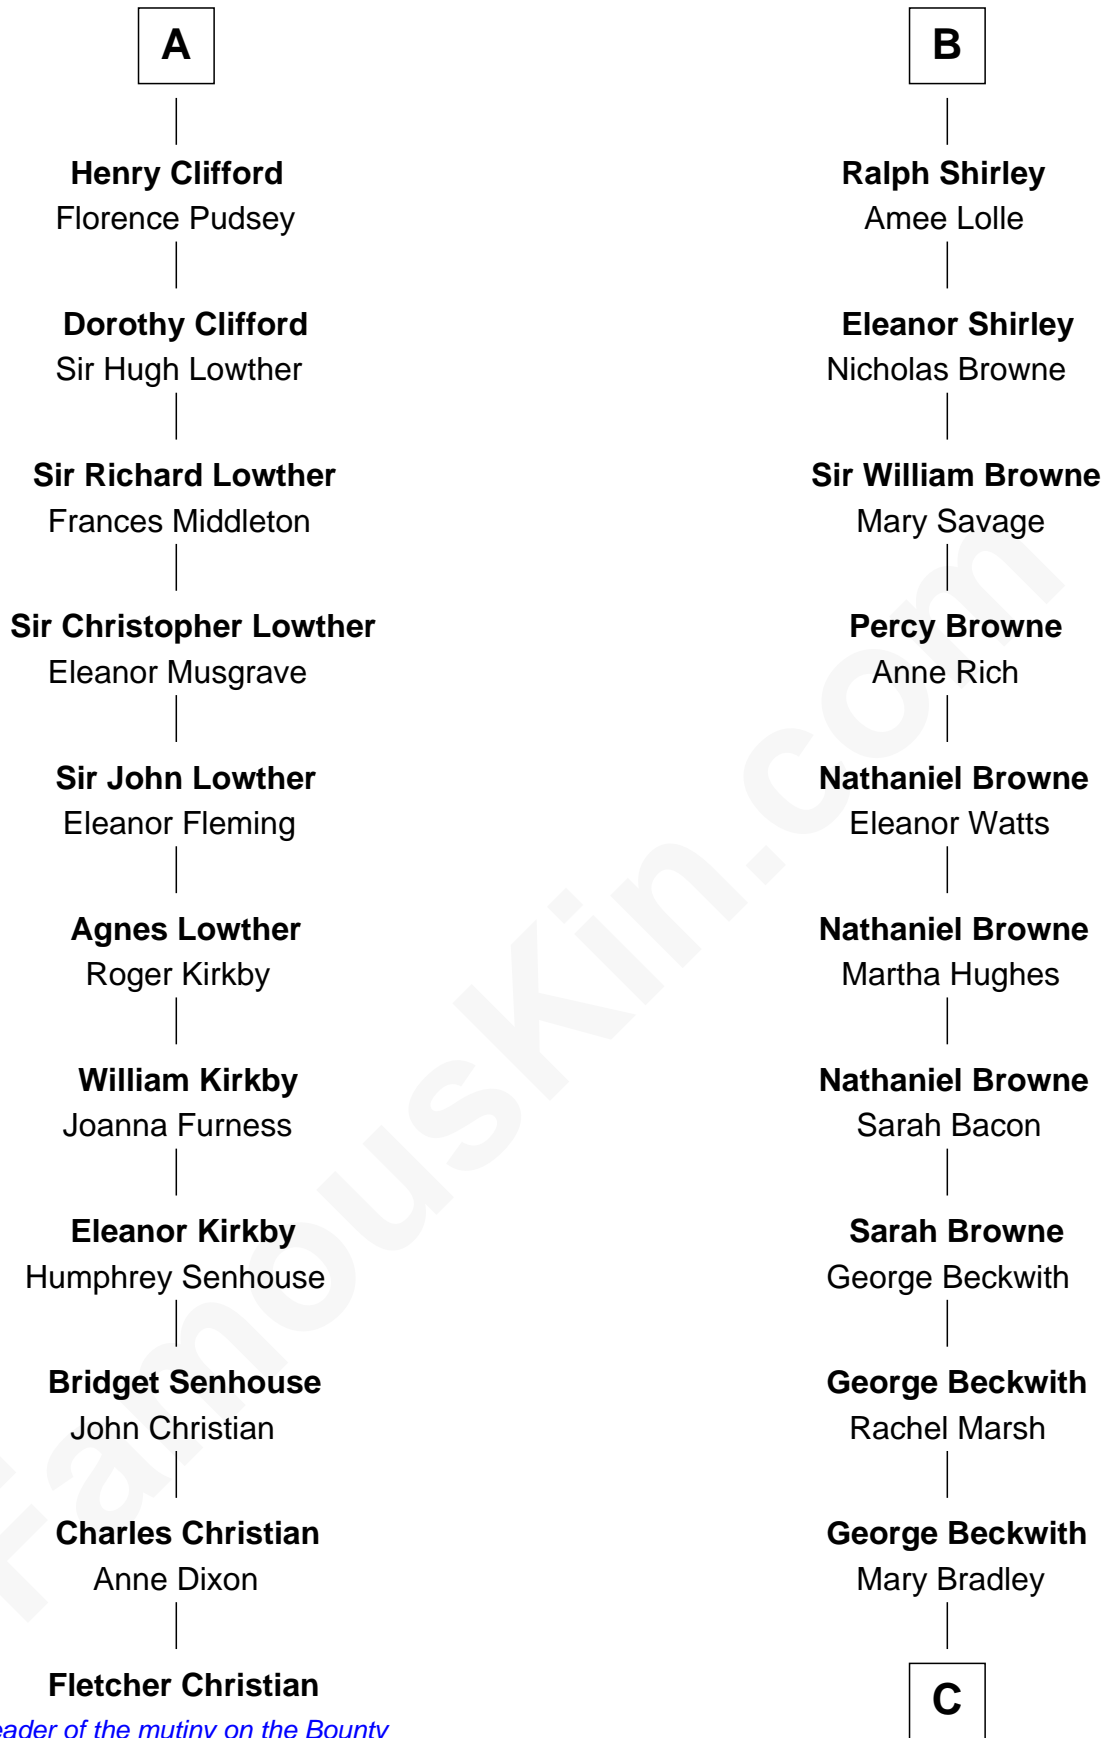 A
Henry Clifford
Florence Pudsey
Dorothy Clifford
Sir Hugh Lowther
Sir Richard Lowther
Frances Middleton
Sir Christopher Lowther
Eleanor Musgrave
Sir John Lowther
Eleanor Fleming
Agnes Lowther
Roger Kirkby
William Kirkby
Joanna Furness
Eleanor Kirkby
Humphrey Senhouse
Bridget Senhouse
John Christian
Charles Christian
Anne Dixon
Fletcher Christian
eader of the mutiny on the Bounty
B
Ralph Shirley
Amee Lolle
Eleanor Shirley
Nicholas Browne
Sir William Browne
Mary Savage
Percy Browne
Anne Rich
Nathaniel Browne
Eleanor Watts
Nathaniel Browne
Martha Hughes
Nathaniel Browne
Sarah Bacon
Sarah Browne
George Beckwith
George Beckwith
Rachel Marsh
George Beckwith
Mary Bradley
C
FamousKin.com